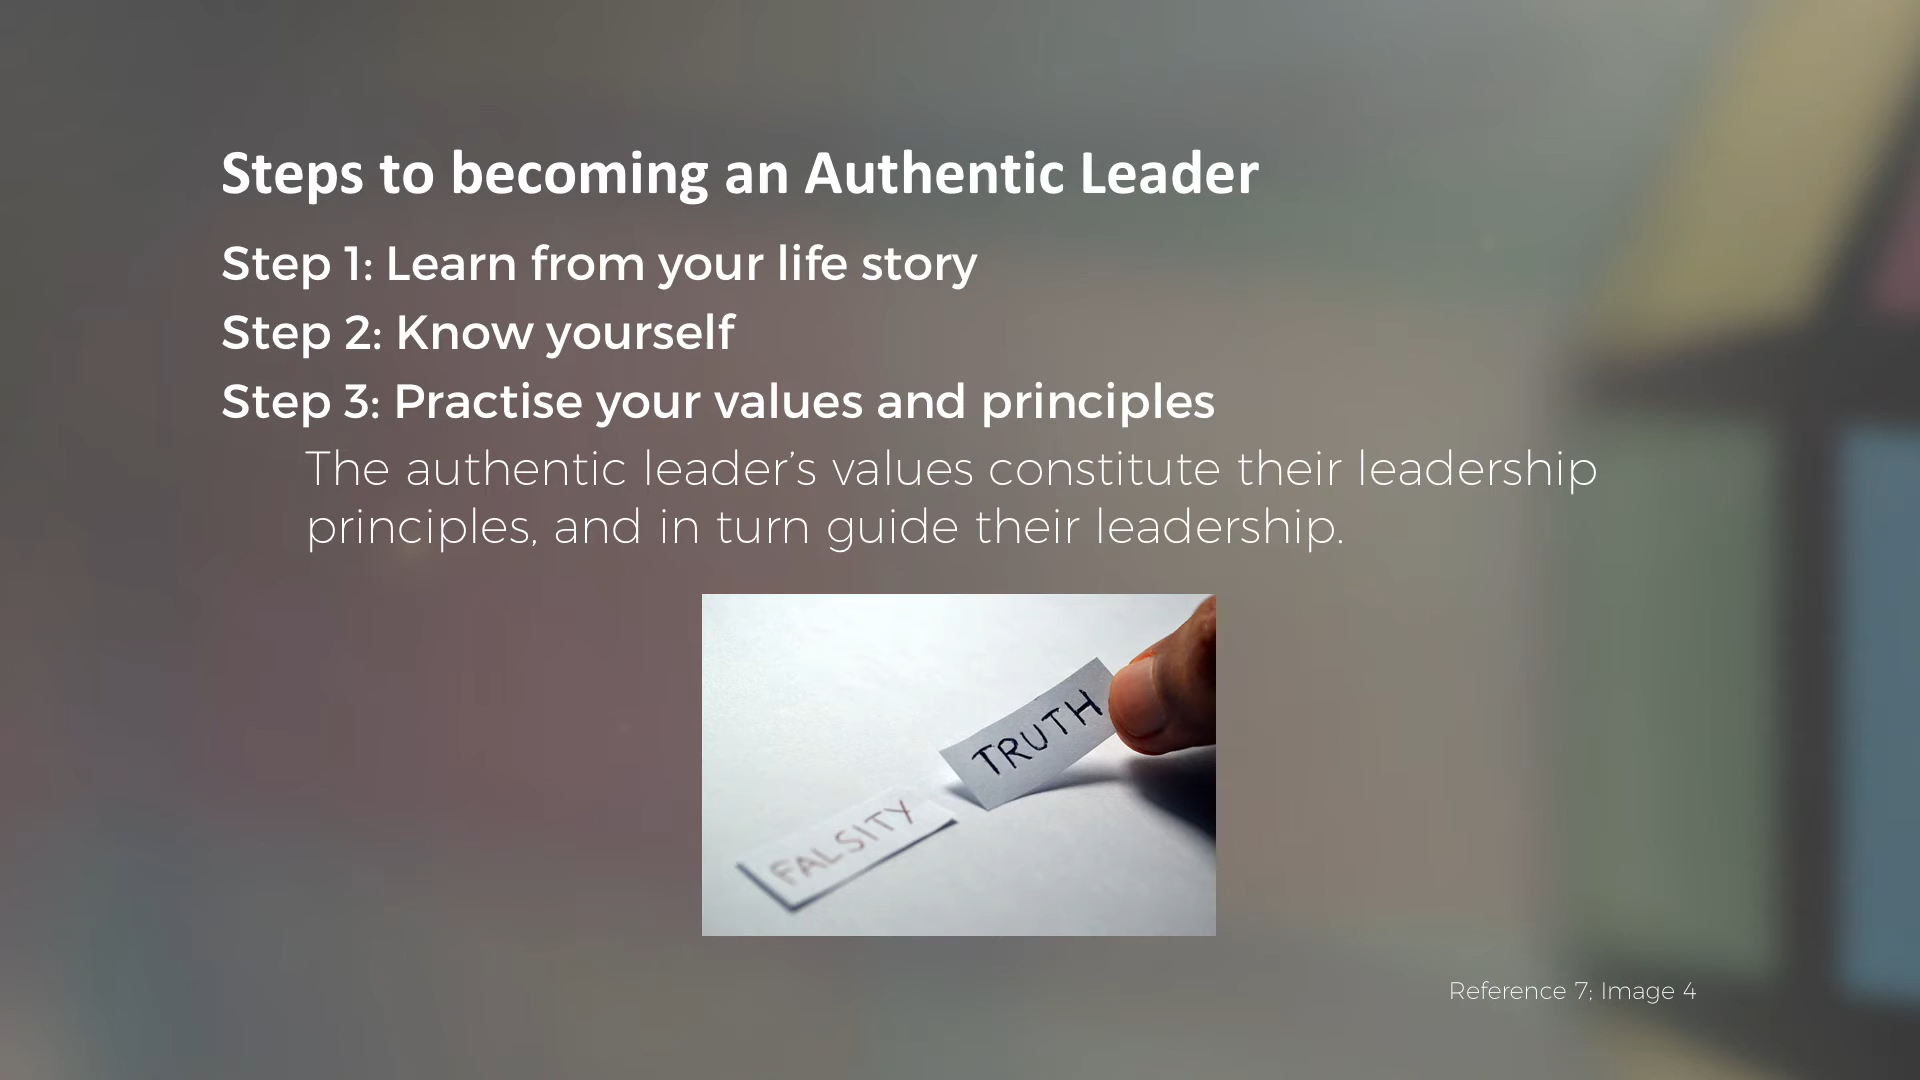 Steps to becoming an Authentic Leader
Step 1: Learn from your life story
Step 2: Know yourself
Step 3: Practise your values and principles
The authentic leader’s values constitute their leadership
principles, and in turn guide their leadership.
TRUTH
FALSITY
Reference 7; Image 4